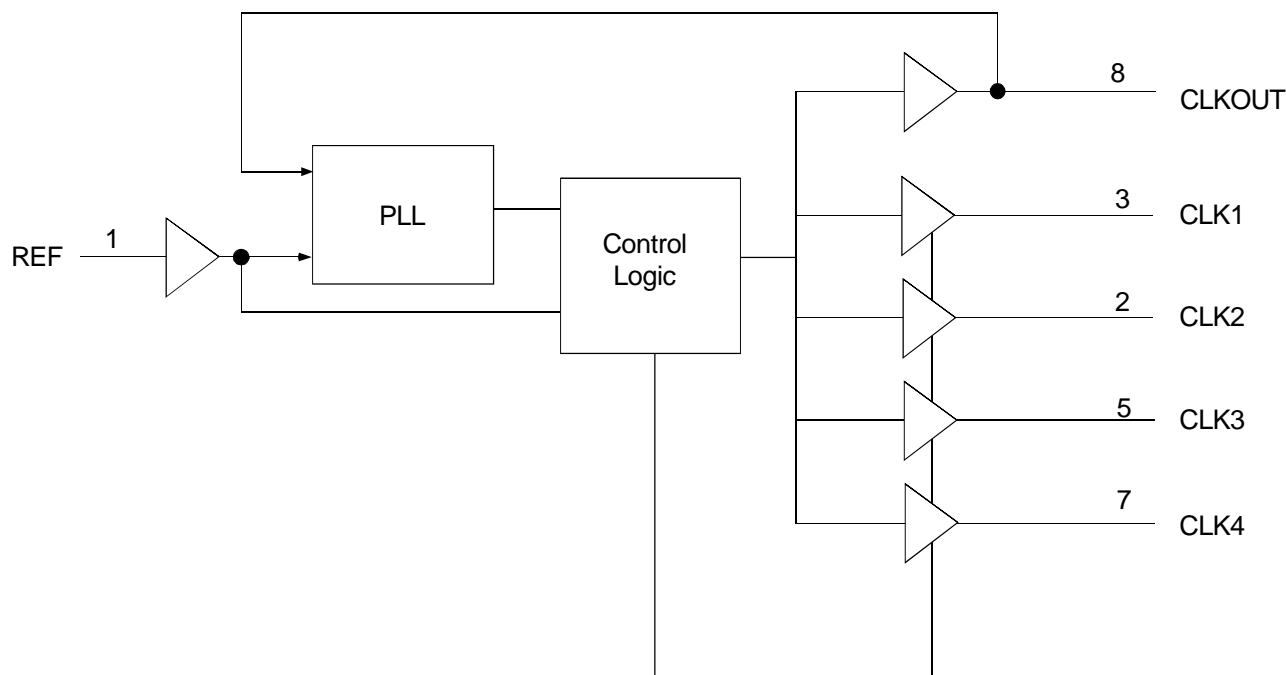 8
CLKOUT
PLL
3
CLK1
REF
1
Control
Logic
2
CLK2
5
CLK3
7
CLK4